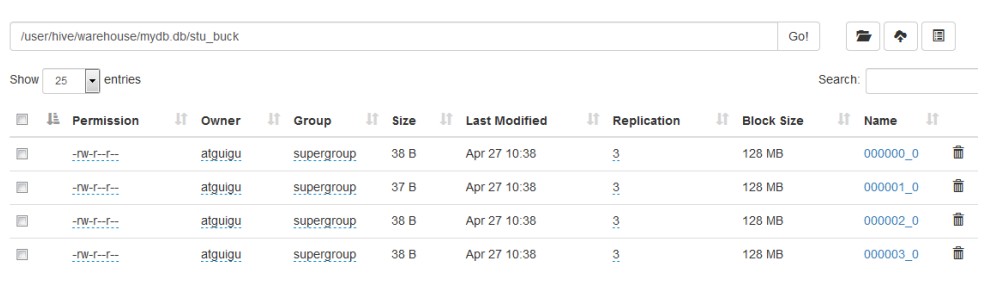 /user/hive/warehouse/mydb.db/stu_buck Go!
Show 25 entries Search:
Permission Owner Group Size Last Modified Replication Block Size Name
-rw-r--r-- atguigu supergroup 38 B Apr 27 10:38 3 128 MB 000000_0
-rw-r--r-- atguigu supergroup 37 B Apr 27 10:38 3 128 MB 000001_0
-rw-r--r-- atguigu supergroup 38 B Apr 27 10:38 3 128 MB 000002_0
-rw-r--r-- atguigu supergroup 38 B Apr 27 10:38 3 128 MB 000003_0